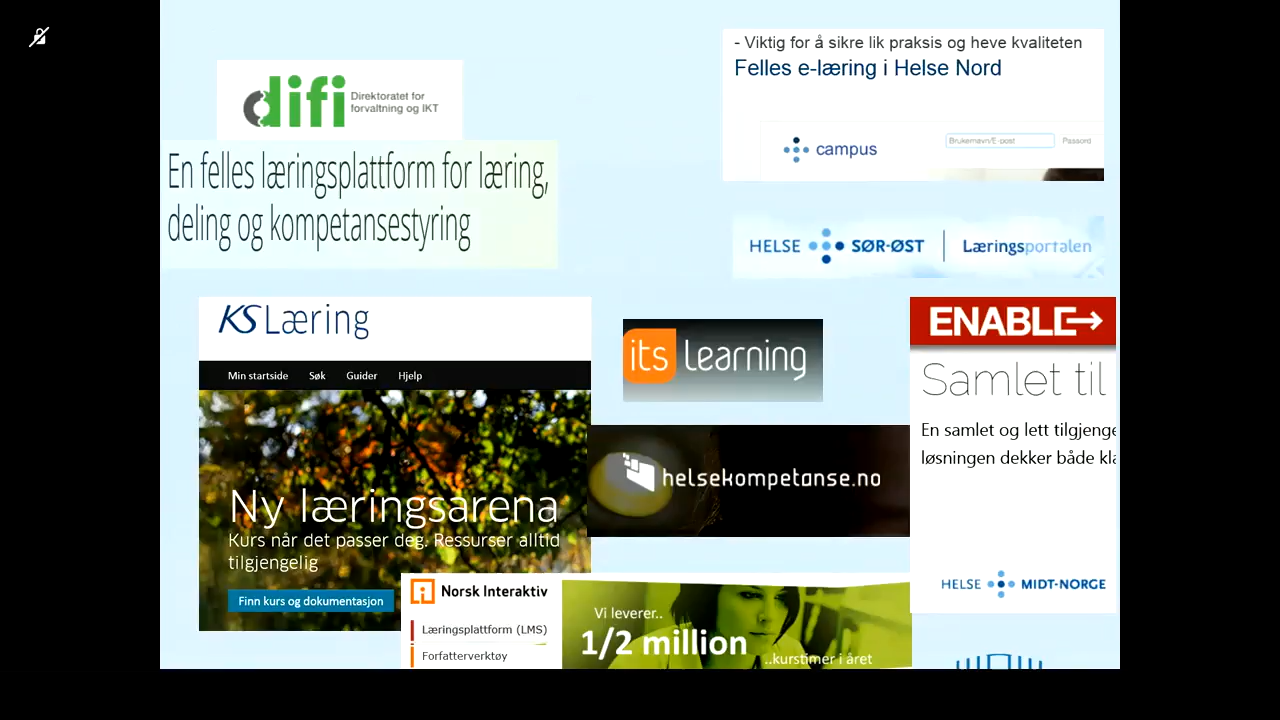 difi
Direktoratet for
forvaltning og IKT
En felles læringsplattform for læring,
deling og kompetansestyring
- Viktig for å sikre lik praksis og heve kvaliteten
Felles e-læring i Helse Nord
campus
Brukernavn/E-post
Passord
HELSE SØR-ØST | Læringsportalen
KS Læring
Min startside Søk Guider Hjelp
Ny læringsarena
Kurs når det passer deg. Ressurser alltid
tilgjengelig
Finn kurs og dokumentasjon
its learning
helsekompetanse.no
ENABLE
Samlet til
En samlet og lett tilgjenge
løsningen dekker både kla
HELSE MIDT-NORGE
Norsk Interaktiv
Læringsplattform (LMS)
Forfatterverktøy
Vi leverer..
1/2 million
..kurstimer i året